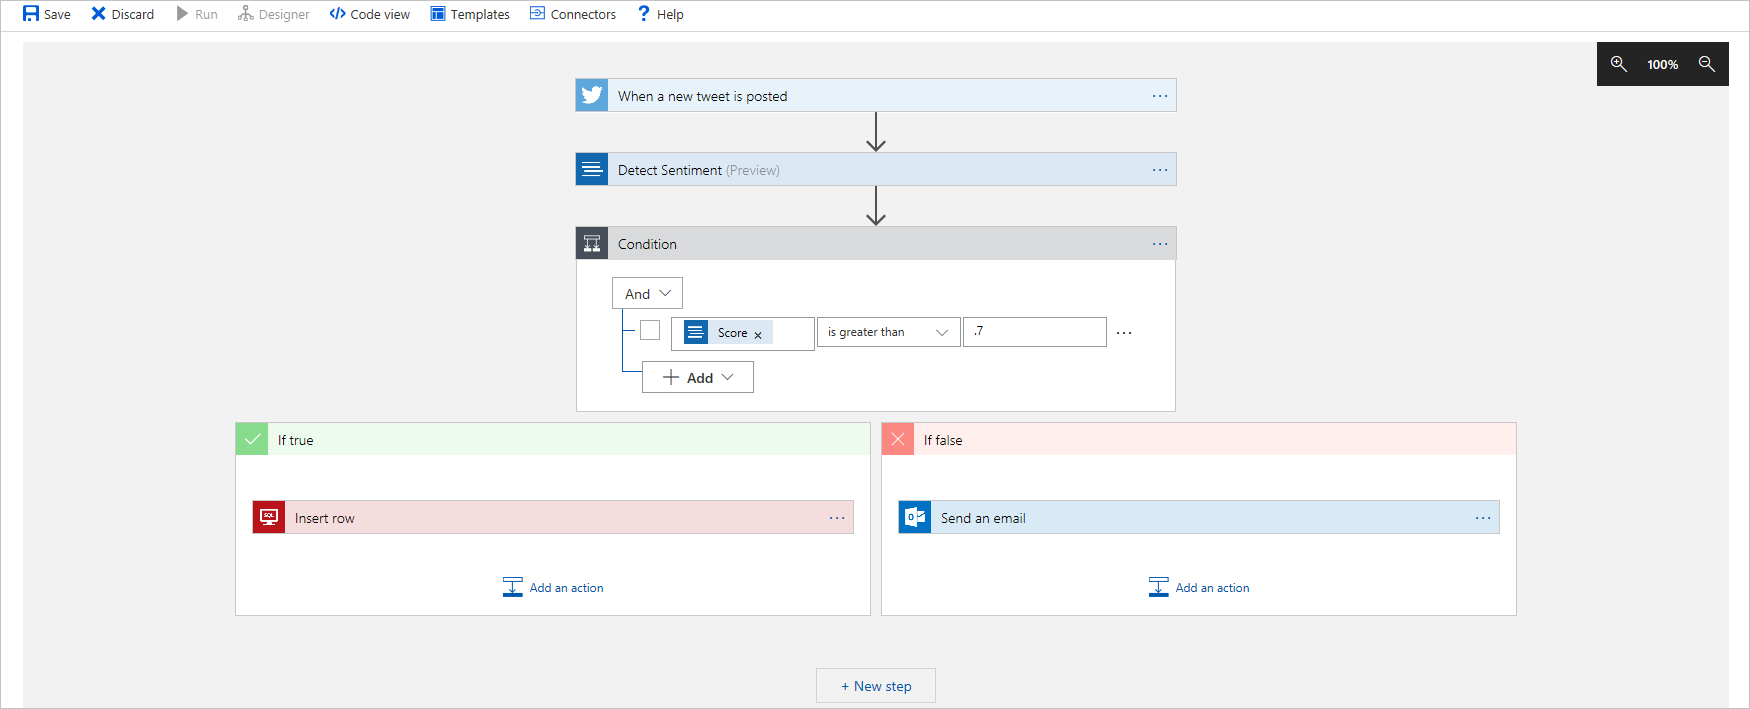 Save Discard Run Designer Code view Templates Connectors ? Help
100%
When a new tweet is posted ...
Detect Sentiment (Preview) ...
Condition ...
And
Score x is greater than .7 ...
+ Add
If true
If false
SQL Insert row ...
Send an email ...
Add an action
Add an action
+ New step